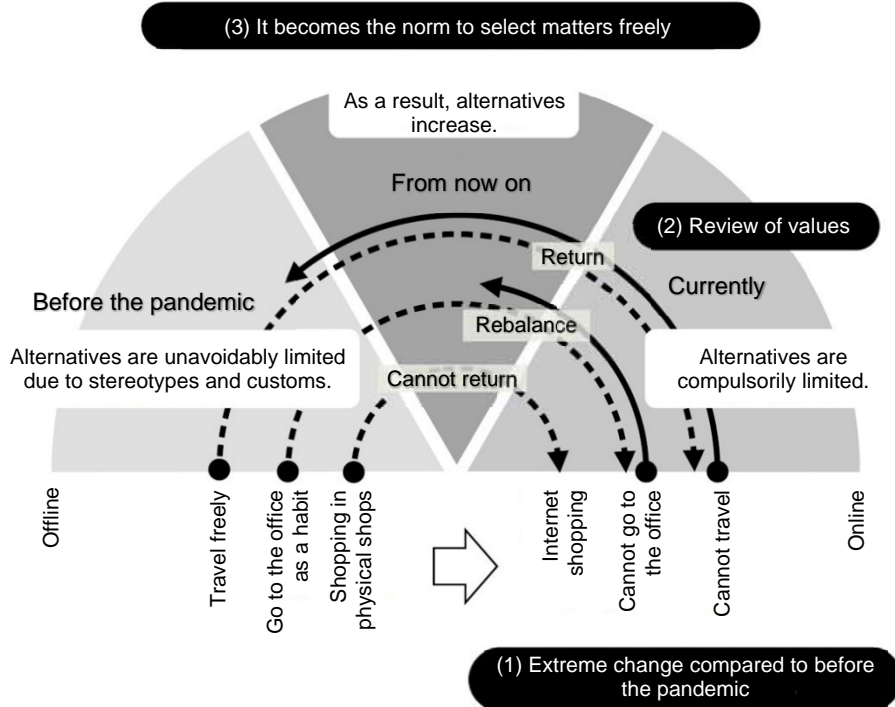 (3) It becomes the norm to select matters freely
As a result, alternatives
increase.
From now on
(2) Review of values
Return
Currently
Before the pandemic
Rebalance
Alternatives are unavoidably limited
due to stereotypes and customs.
Cannot return
Alternatives are
compulsorily limited.
Offline
Travel freely
Go to the office
as a habit
Shopping in
physical shops
Internet
shopping
Cannot go to
the office
Cannot travel
Online
(1) Extreme change compared to before
the pandemic